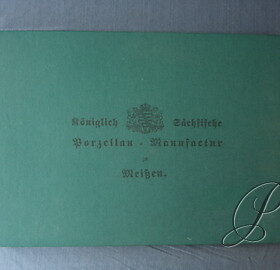 Königlich Sächsische
Porzellan - Manufactur
zu
Meißen.